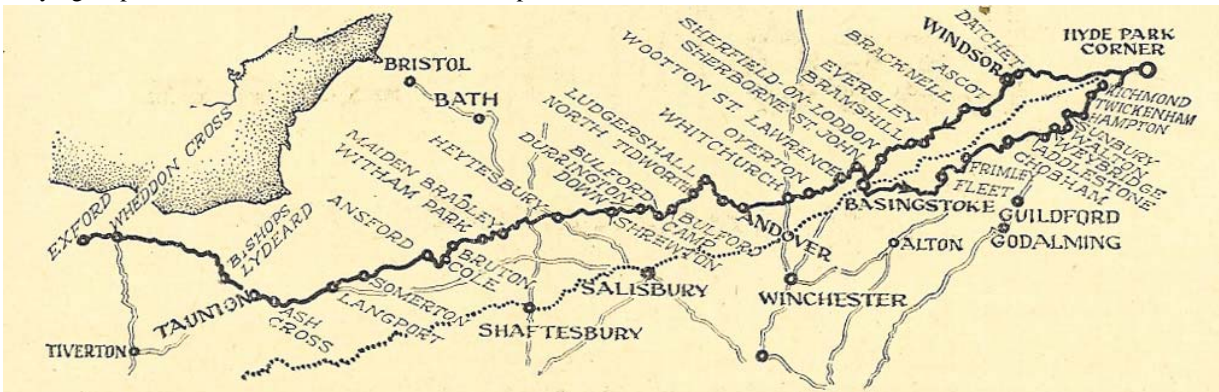 EXFORD
WHEDDON CROSS
BISHOPS
LYDEARD
TAUNTON
TIVERTON
ASH
CROSS
LANGPORT
SOMERTON
ANSFORD
COLE
BRUTON
WITHAM PARK
MAIDEN BRADLEY
HEYTESBURY
BRISTOL
BATH
SHAFTESBURY
SALISBURY
DURRINGTON
DOWN
SHREWTON
BULFORD
BULFORD
CAMP
NORTH TIDWORTH
LUDGERSHALL
ANDOVER
WHITCHURCH
OVERTON
WOOTTON ST. LAWRENCE
SHERBORNE ST. JOHN
SHERFIELD-ON-LODDON
BRAMSHILL
EVERSLEY
BRACKNELL
ASCOT
WINDSOR
DATCHET
HYDE PARK
CORNER
RICHMOND
TWICKENHAM
HAMPTON
SUNBURY
WALTON
WEYBRIDGE
ADDLESTONE
CHOBHAM
FRIMLEY
FLEET
BASINGSTOKE
GUILDFORD
GODALMING
ALTON
WINCHESTER